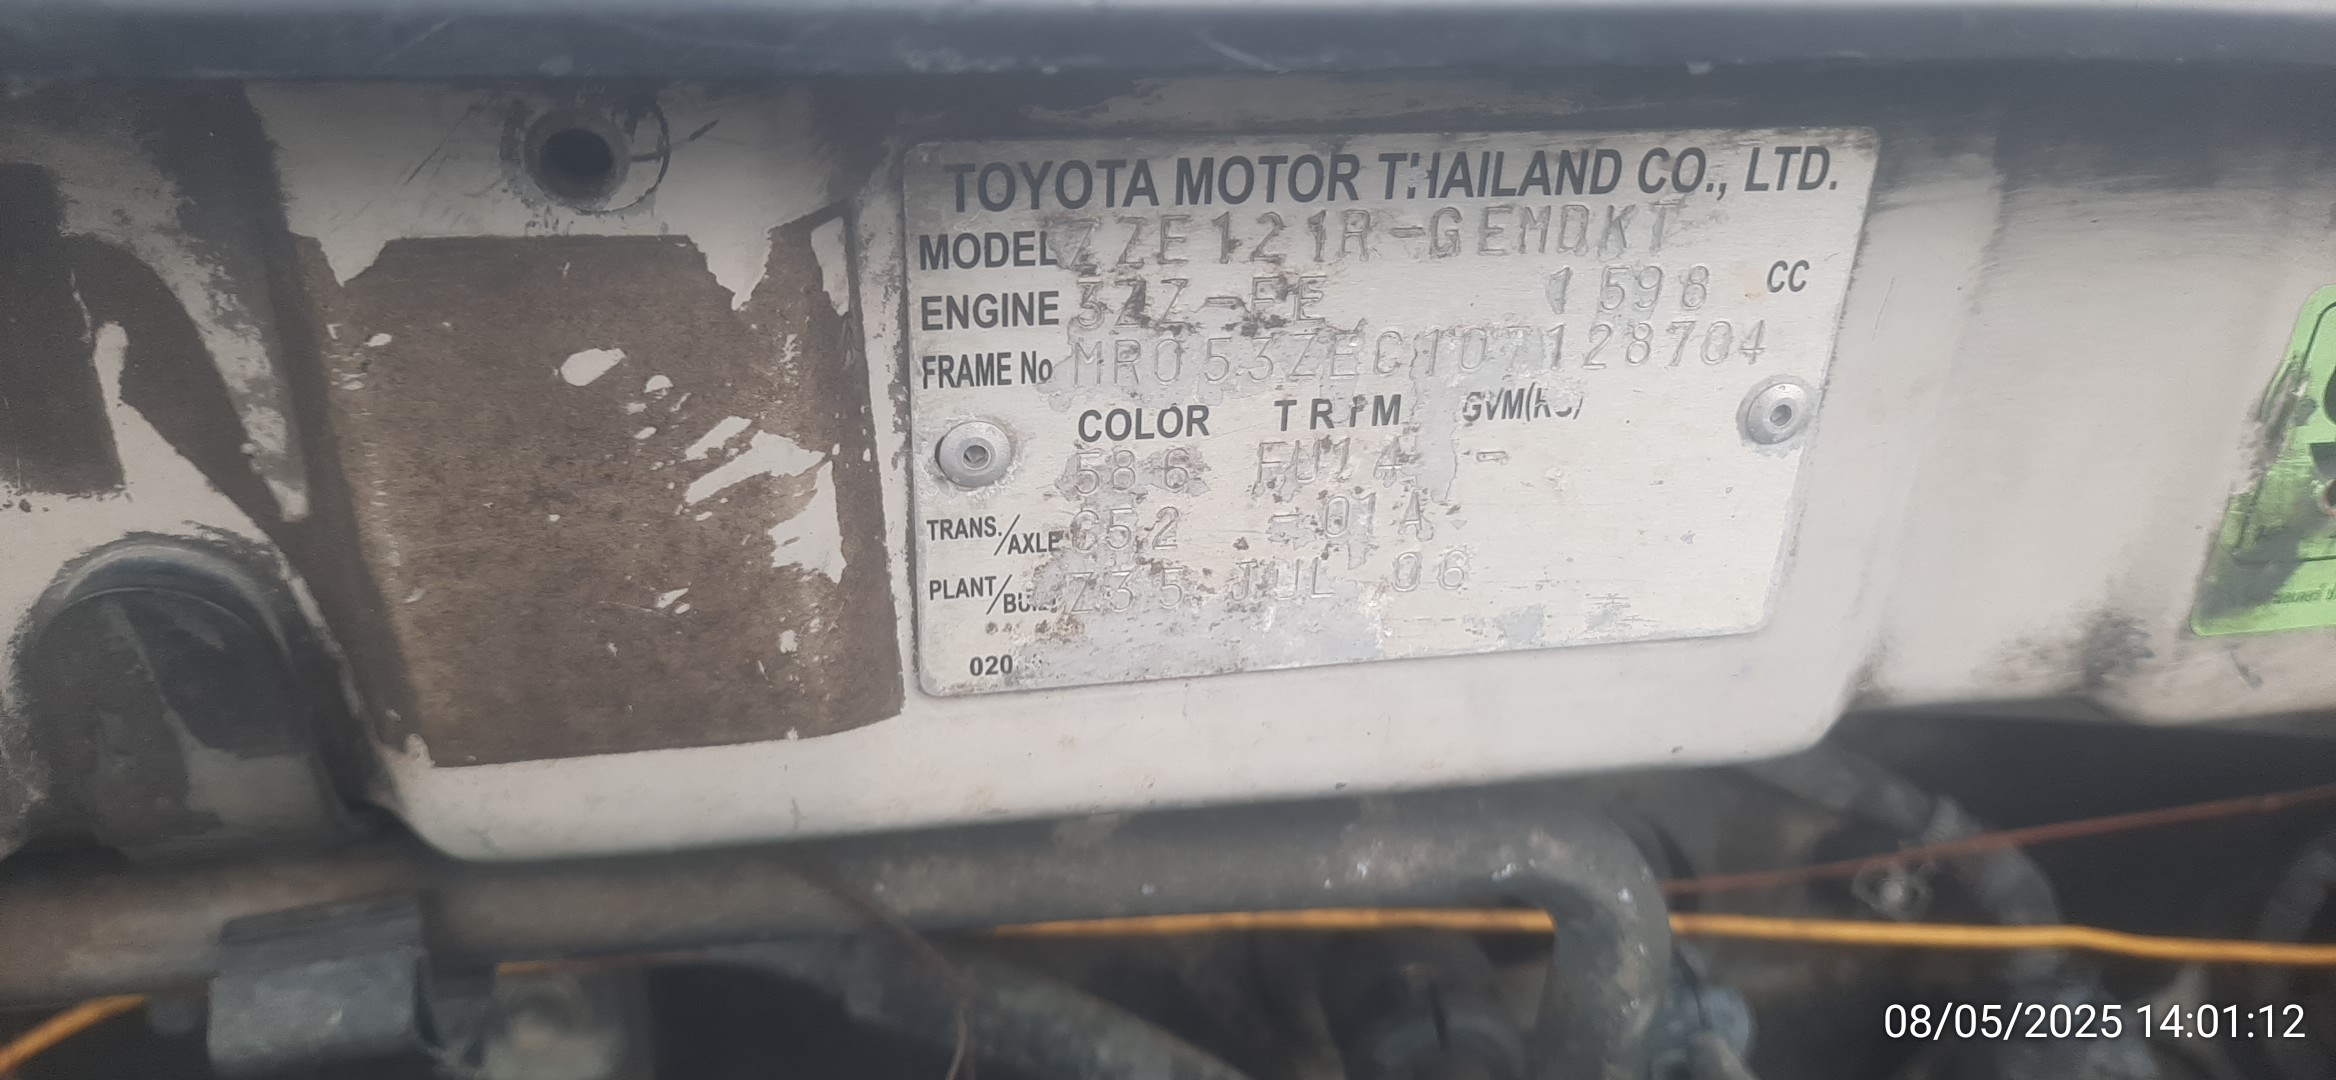 TOYOTA MOTOR THAILAND CO., LTD.
MODEL ZZE121R-GEMDKT
ENGINE 3ZZ-FE 1598 CC
FRAME No MR053ZEC107128704
COLOR TRIM GVM(KG)
586 FU14 -
TRANS./AXLE C52 -01A
PLANT/BUILT Z35 JUL 06
020
08/05/2025 14:01:12